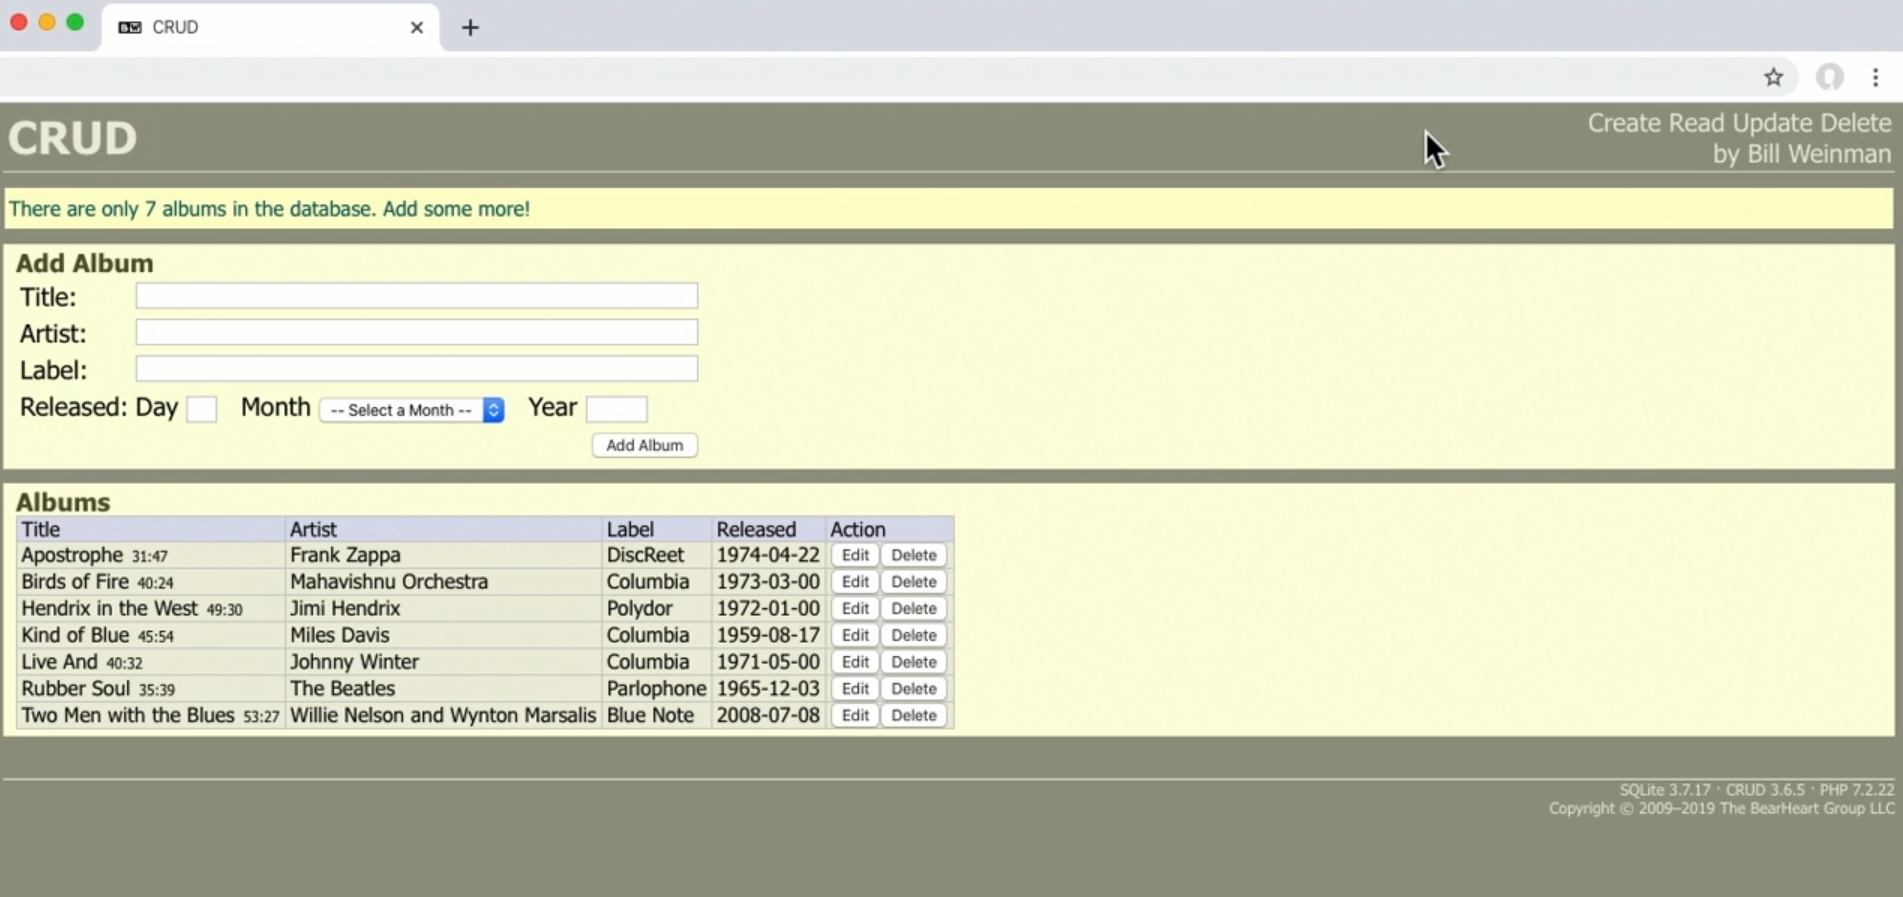 CRUD
CRUD
Create Read Update Delete
by Bill Weinman
There are only 7 albums in the database. Add some more!
Add Album
Title:
Artist:
Label:
Released: Day Month -- Select a Month -- Year
Add Album
Albums
Title Artist Label Released Action
Apostrophe 31:47 Frank Zappa DiscReet 1974-04-22 Edit Delete
Birds of Fire 40:24 Mahavishnu Orchestra Columbia 1973-03-00 Edit Delete
Hendrix in the West 49:30 Jimi Hendrix Polydor 1972-01-00 Edit Delete
Kind of Blue 45:54 Miles Davis Columbia 1959-08-17 Edit Delete
Live And 40:32 Johnny Winter Columbia 1971-05-00 Edit Delete
Rubber Soul 35:39 The Beatles Parlophone 1965-12-03 Edit Delete
Two Men with the Blues 53:27 Willie Nelson and Wynton Marsalis Blue Note 2008-07-08 Edit Delete
SQLite 3.7.17 · CRUD 3.6.5 · PHP 7.2.22
Copyright © 2009–2019 The BearHeart Group LLC